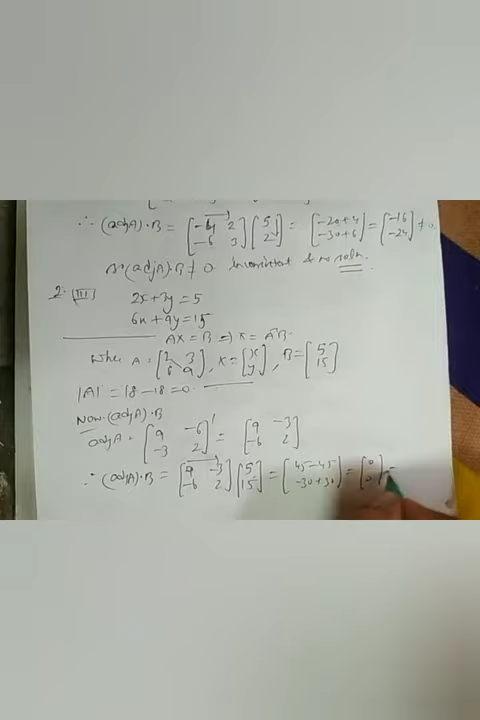 ∴ (adjA)·B = [-4 2 -6 3] [5 2] = [-20+4 -30+6] = [-16 -24] ≠ 0.
(adjA)·B ≠ 0 Inconsistent & no soln.
2. III 2x+3y = 5
6x+9y = 15
AX = B ⇒ X = A⁻¹B.
Where A = [2 3 6 9], X = [x y], B = [5 15]
|A| = 18 - 18 = 0.
Now (adjA)·B
adjA = [9 -6 -3 2]' = [9 -3 -6 2]
∴ (adjA)·B = [9 -3 -6 2] [5 15] = [45-45 -30+30] = [0 0] =